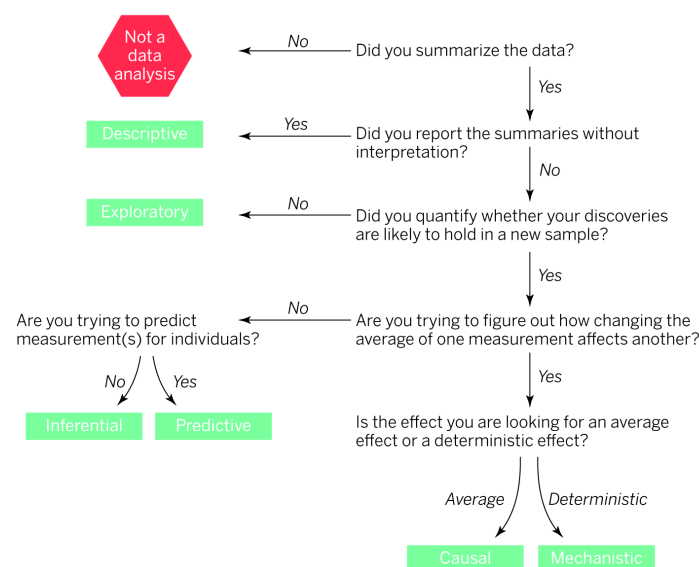 Not a
data
analysis
No
Did you summarize the data?
Yes
Descriptive
Yes
Did you report the summaries without
interpretation?
No
Exploratory
No
Did you quantify whether your discoveries
are likely to hold in a new sample?
Yes
Are you trying to predict
measurement(s) for individuals?
No
Are you trying to figure out how changing the
average of one measurement affects another?
No
Yes
Yes
Inferential
Predictive
Is the effect you are looking for an average
effect or a deterministic effect?
Average
Deterministic
Causal
Mechanistic